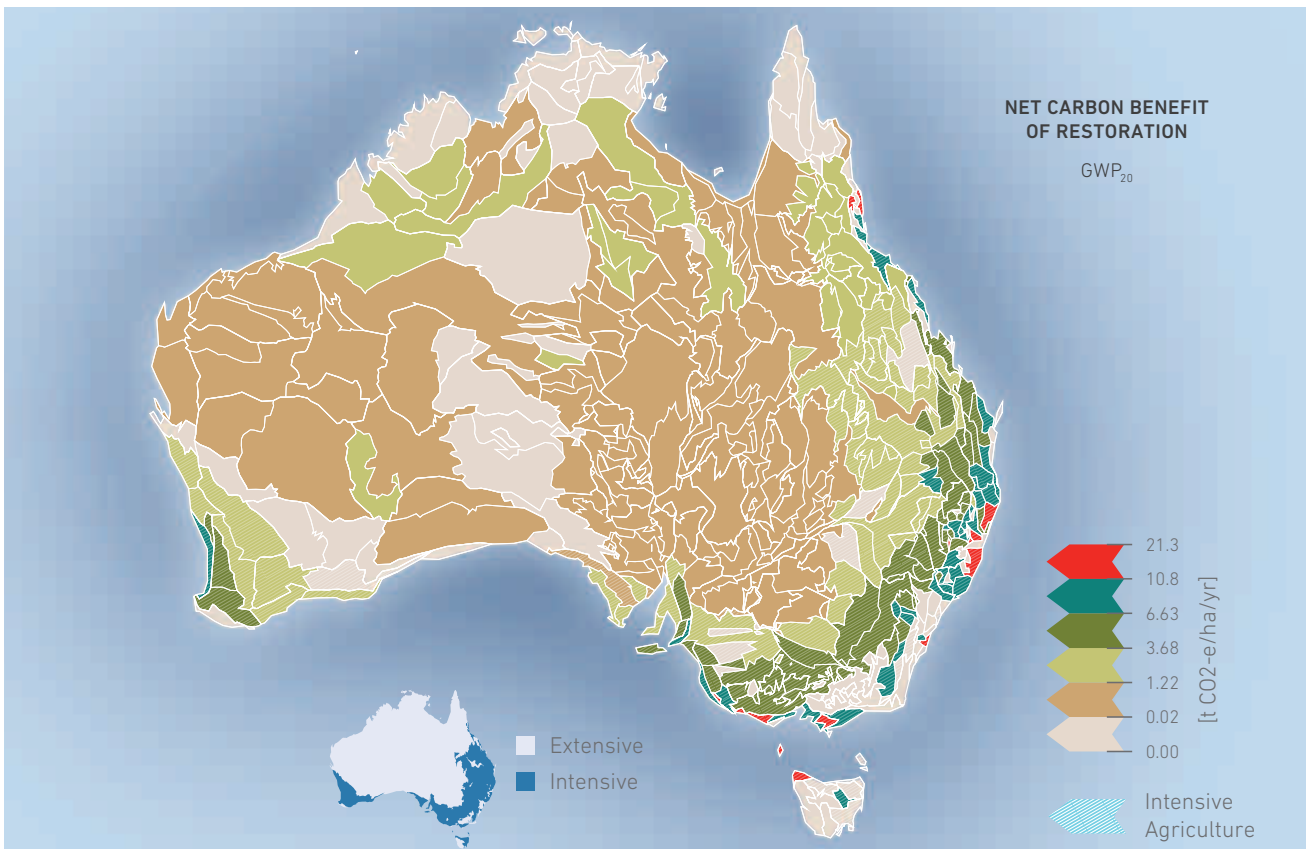 NET CARBON BENEFIT
OF RESTORATION
GWP₂₀
21.3
10.8
6.63
3.68
1.22
0.02
0.00
[t CO2-e/ha/yr]
Extensive
Intensive
Intensive
Agriculture